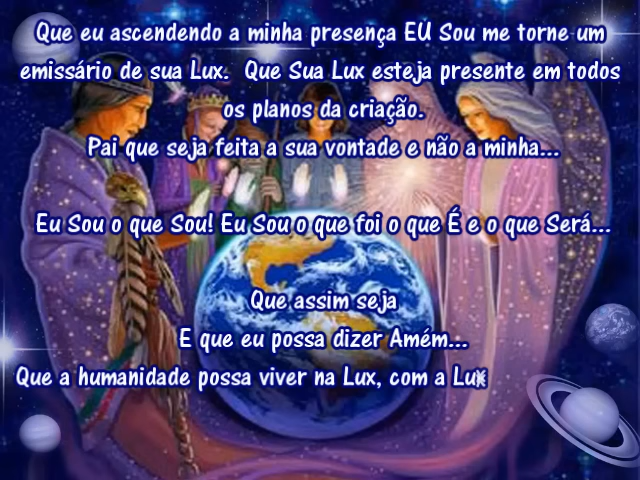 Que eu ascendendo a minha presença EU Sou me torne um
emissário de sua Lux.  Que Sua Lux esteja presente em todos
os planos da criação.
Pai que seja feita a sua vontade e não a minha...
Eu Sou o que Sou! Eu Sou o que foi o que É e o que Será...
Que assim seja
E que eu possa dizer Amém...
Que a humanidade possa viver na Lux, com a Lux